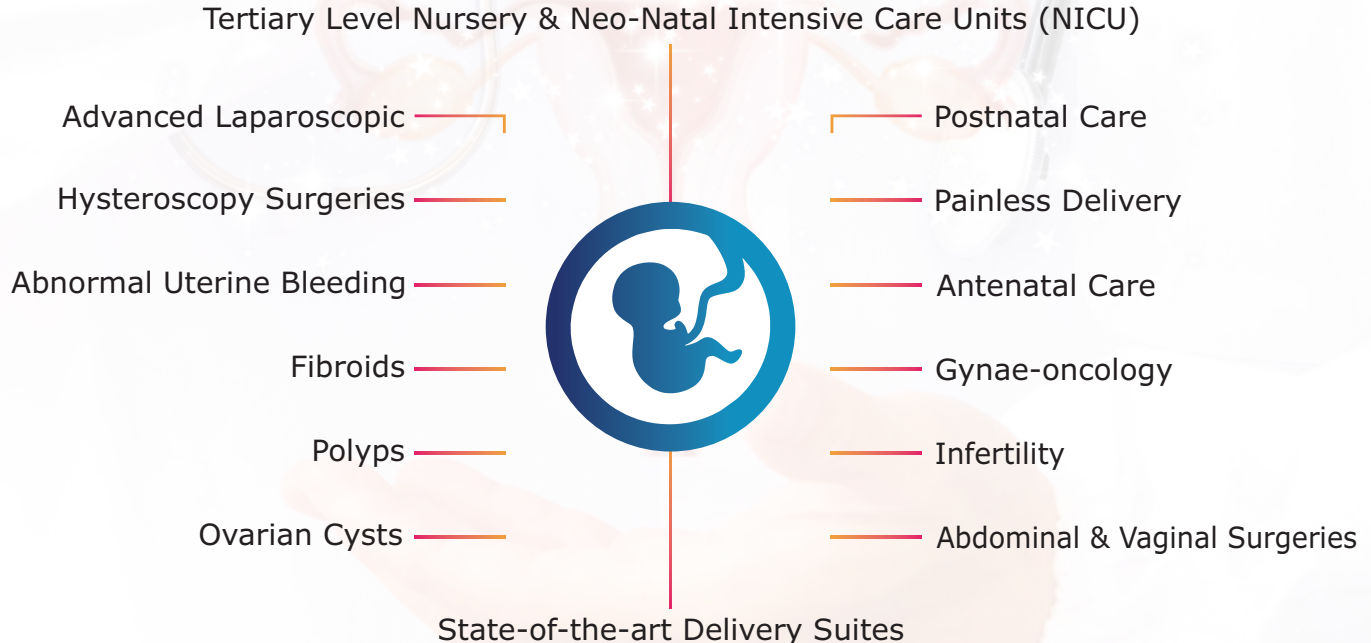 Tertiary Level Nursery & Neo-Natal Intensive Care Units (NICU)
Advanced Laparoscopic
Hysteroscopy Surgeries
Abnormal Uterine Bleeding
Fibroids
Polyps
Ovarian Cysts
Postnatal Care
Painless Delivery
Antenatal Care
Gynae-oncology
Infertility
Abdominal & Vaginal Surgeries
State-of-the-art Delivery Suites